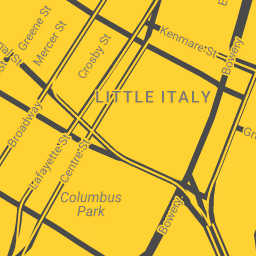 Greene St
Mercer St
Crosby St
Kenmare St
Bowery
LITTLE ITALY
Broadway
Lafayette St
Centre St
Columbus
Park
Bowery